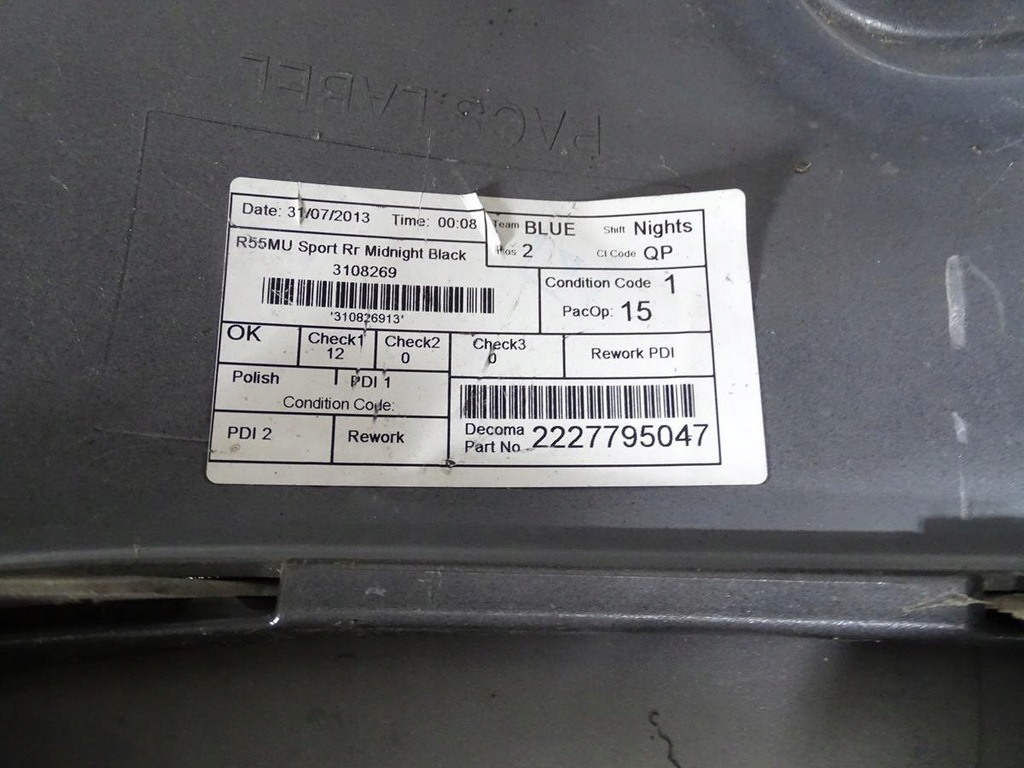 PACS.LABEL
Date: 31/07/2013 Time: 00:08
Team BLUE Shift Nights
Pos 2 CI Code QP
R55MU Sport Rr Midnight Black
3108269
*310826913*
Condition Code 1
PacOp: 15
OK Check1 Check2 Check3 Rework PDI
12 0 0
Polish PDI 1
Condition Code:
PDI 2 Rework
Decoma
Part No 2227795047